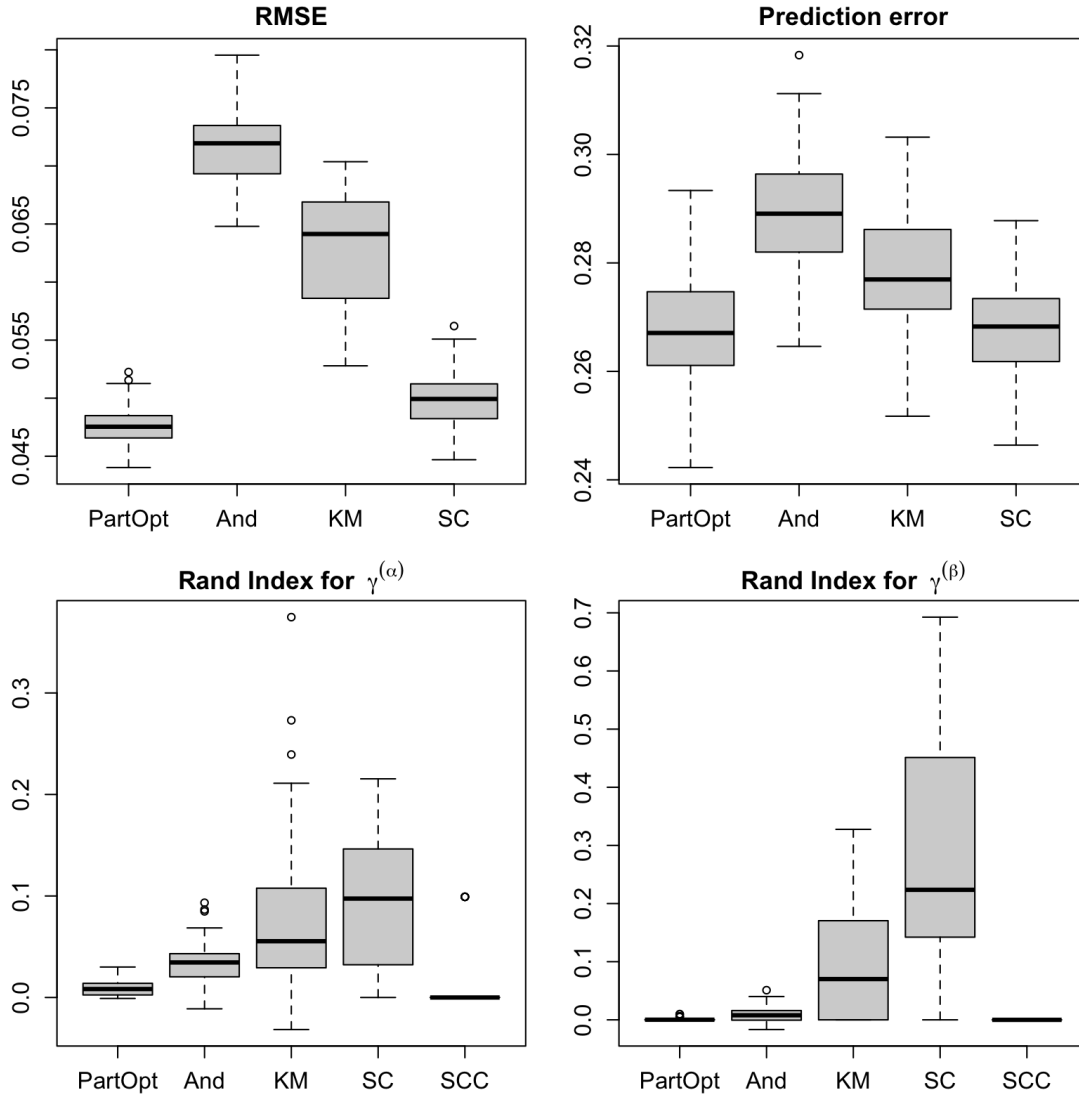 RMSE
0.075
0.065
0.055
0.045
PartOpt And KM SC
Prediction error
0.32
0.30
0.28
0.26
0.24
PartOpt And KM SC
Rand Index for γ^(α)
0.3
0.2
0.1
0.0
PartOpt And KM SC SCC
Rand Index for γ^(β)
0.7
0.6
0.5
0.4
0.3
0.2
0.1
0.0
PartOpt And KM SC SCC